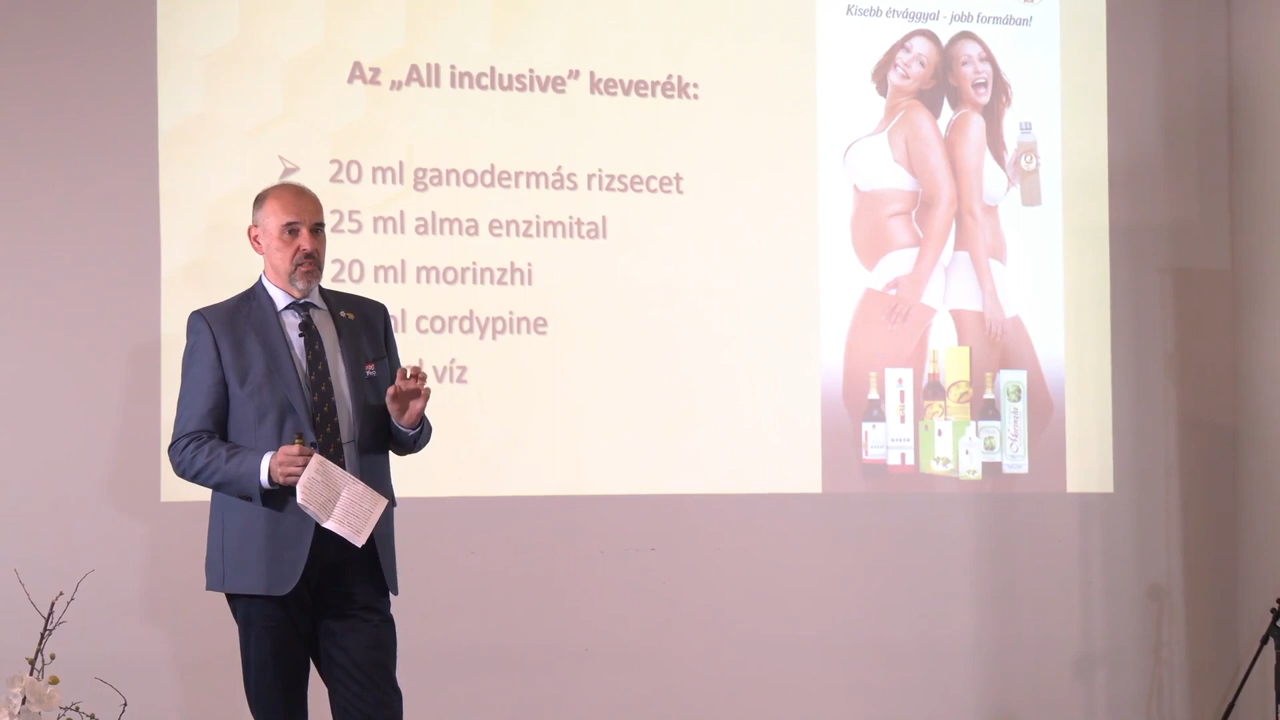 Kisebb étvággyal - jobb formában!
Az „All inclusive” keverék:
20 ml ganodermás rizsecet
25 ml alma enzimital
20 ml morinzhi
ml cordypine
víz
Morinzhi